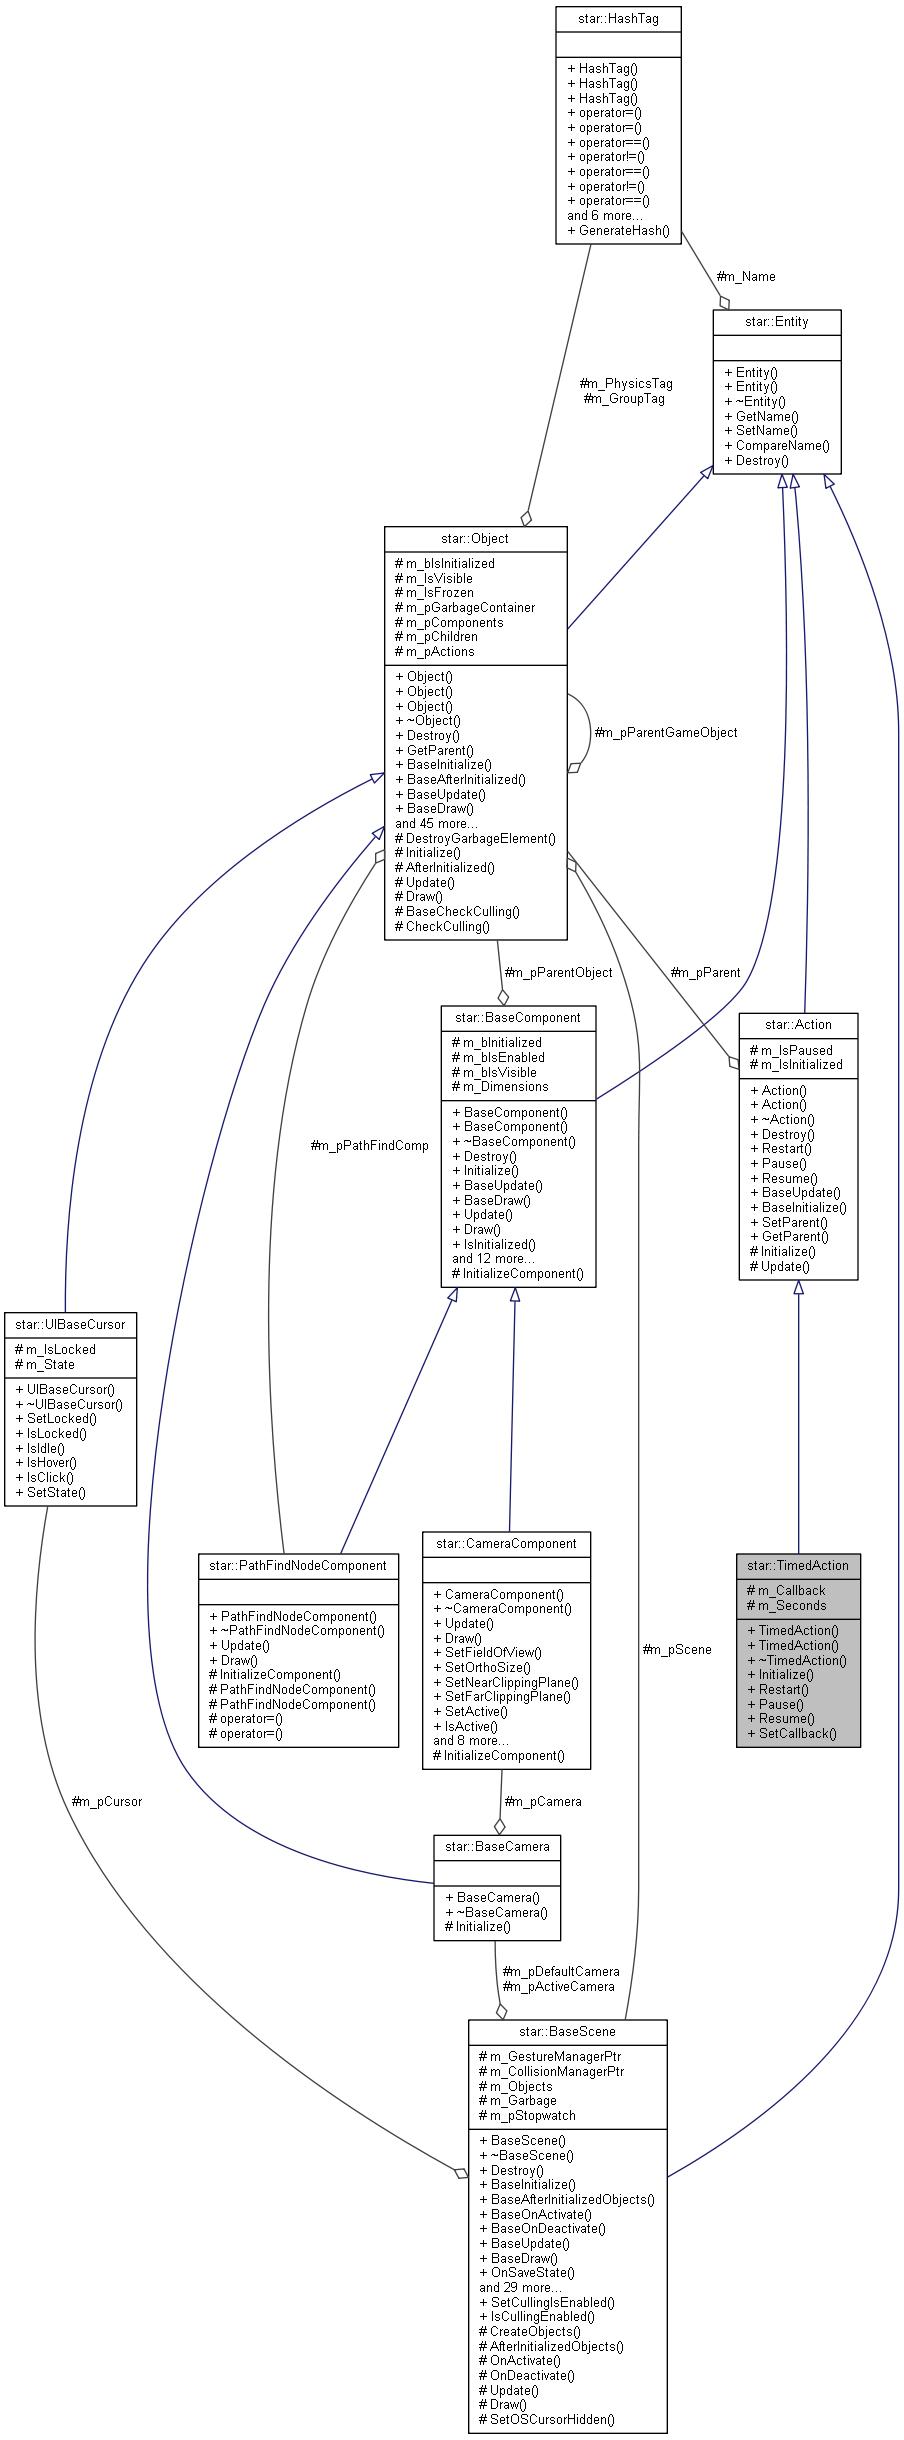 star::HashTag
+ HashTag()
+ HashTag()
+ HashTag()
+ operator=()
+ operator=()
+ operator==()
+ operator!=()
+ operator==()
+ operator!=()
+ operator==()
and 6 more...
+ GenerateHash()
#m_Name
star::Entity
+ Entity()
+ Entity()
+ ~Entity()
+ GetName()
+ SetName()
+ CompareName()
+ Destroy()
#m_PhysicsTag
#m_GroupTag
star::Object
# m_bIsInitialized
# m_IsVisible
# m_IsFrozen
# m_pGarbageContainer
# m_pComponents
# m_pChildren
# m_pActions
+ Object()
+ Object()
+ Object()
+ ~Object()
+ Destroy()
+ GetParent()
+ BaseInitialize()
+ BaseAfterInitialized()
+ BaseUpdate()
+ BaseDraw()
and 45 more...
# DestroyGarbageElement()
# Initialize()
# AfterInitialized()
# Update()
# Draw()
# BaseCheckCulling()
# CheckCulling()
#m_pParentGameObject
#m_pParentObject
#m_pParent
star::BaseComponent
# m_bInitialized
# m_bIsEnabled
# m_bIsVisible
# m_Dimensions
+ BaseComponent()
+ BaseComponent()
+ ~BaseComponent()
+ Destroy()
+ Initialize()
+ BaseUpdate()
+ BaseDraw()
+ Update()
+ Draw()
+ IsInitialized()
and 12 more...
# InitializeComponent()
star::Action
# m_IsPaused
# m_IsInitialized
+ Action()
+ Action()
+ ~Action()
+ Destroy()
+ Restart()
+ Pause()
+ Resume()
+ BaseUpdate()
+ BaseInitialize()
+ SetParent()
+ GetParent()
# Initialize()
# Update()
#m_pPathFindComp
star::UIBaseCursor
# m_IsLocked
# m_State
+ UIBaseCursor()
+ ~UIBaseCursor()
+ SetLocked()
+ IsLocked()
+ IsIdle()
+ IsHover()
+ IsClick()
+ SetState()
star::PathFindNodeComponent
+ PathFindNodeComponent()
+ ~PathFindNodeComponent()
+ Update()
+ Draw()
# InitializeComponent()
# PathFindNodeComponent()
# PathFindNodeComponent()
# operator=()
# operator=()
star::CameraComponent
+ CameraComponent()
+ ~CameraComponent()
+ Update()
+ Draw()
+ SetFieldOfView()
+ SetOrthoSize()
+ SetNearClippingPlane()
+ SetFarClippingPlane()
+ SetActive()
+ IsActive()
and 8 more...
# InitializeComponent()
#m_pScene
star::TimedAction
# m_Callback
# m_Seconds
+ TimedAction()
+ TimedAction()
+ ~TimedAction()
+ Initialize()
+ Restart()
+ Pause()
+ Resume()
+ SetCallback()
#m_pCursor
#m_pCamera
star::BaseCamera
+ BaseCamera()
+ ~BaseCamera()
# Initialize()
#m_pDefaultCamera
#m_pActiveCamera
star::BaseScene
# m_GestureManagerPtr
# m_CollisionManagerPtr
# m_Objects
# m_Garbage
# m_pStopwatch
+ BaseScene()
+ ~BaseScene()
+ Destroy()
+ BaseInitialize()
+ BaseAfterInitializedObjects()
+ BaseOnActivate()
+ BaseOnDeactivate()
+ BaseUpdate()
+ BaseDraw()
+ OnSaveState()
and 29 more...
+ SetCullingIsEnabled()
+ IsCullingEnabled()
# CreateObjects()
# AfterInitializedObjects()
# OnActivate()
# OnDeactivate()
# Update()
# Draw()
# SetOSCursorHidden()